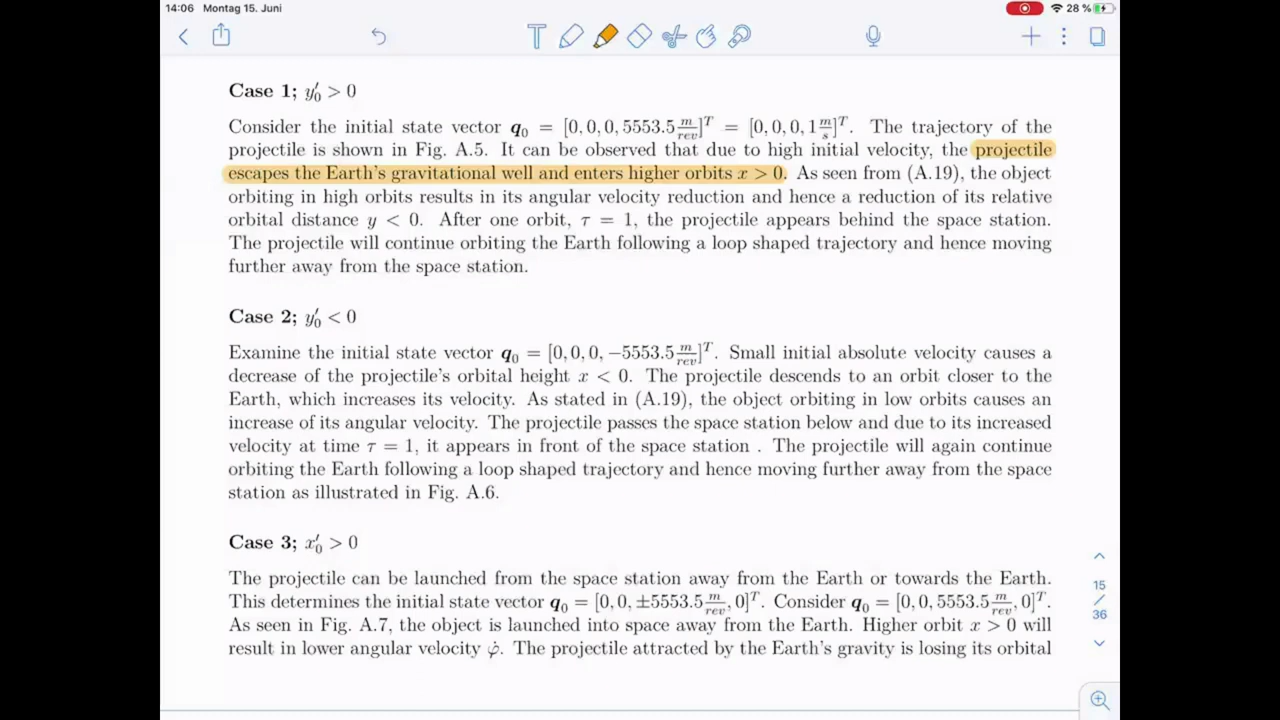 14:06 Montag 15. Juni
28 %
Case 1; y′₀ > 0
Consider the initial state vector q₀ = [0, 0, 0, 5553.5 m/rev]ᵀ = [0, 0, 0, 1 m/s]ᵀ. The trajectory of the
projectile is shown in Fig. A.5. It can be observed that due to high initial velocity, the projectile
escapes the Earth's gravitational well and enters higher orbits x > 0. As seen from (A.19), the object
orbiting in high orbits results in its angular velocity reduction and hence a reduction of its relative
orbital distance y < 0. After one orbit, τ = 1, the projectile appears behind the space station.
The projectile will continue orbiting the Earth following a loop shaped trajectory and hence moving
further away from the space station.
Case 2; y′₀ < 0
Examine the initial state vector q₀ = [0, 0, 0, −5553.5 m/rev]ᵀ. Small initial absolute velocity causes a
decrease of the projectile's orbital height x < 0. The projectile descends to an orbit closer to the
Earth, which increases its velocity. As stated in (A.19), the object orbiting in low orbits causes an
increase of its angular velocity. The projectile passes the space station below and due to its increased
velocity at time τ = 1, it appears in front of the space station . The projectile will again continue
orbiting the Earth following a loop shaped trajectory and hence moving further away from the space
station as illustrated in Fig. A.6.
Case 3; x′₀ > 0
The projectile can be launched from the space station away from the Earth or towards the Earth.
This determines the initial state vector q₀ = [0, 0, ±5553.5 m/rev, 0]ᵀ. Consider q₀ = [0, 0, 5553.5 m/rev, 0]ᵀ.
As seen in Fig. A.7, the object is launched into space away from the Earth. Higher orbit x > 0 will
result in lower angular velocity φ̇. The projectile attracted by the Earth's gravity is losing its orbital
15
/
36